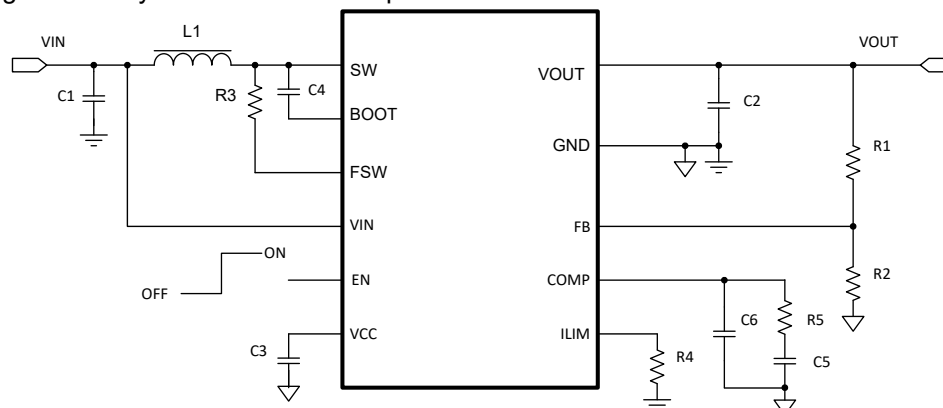 VIN
L1
VOUT
C1
R3
C4
SW
BOOT
FSW
VIN
EN
VCC
VOUT
GND
FB
COMP
ILIM
C2
R1
R2
ON
OFF
C3
C6
R5
C5
R4